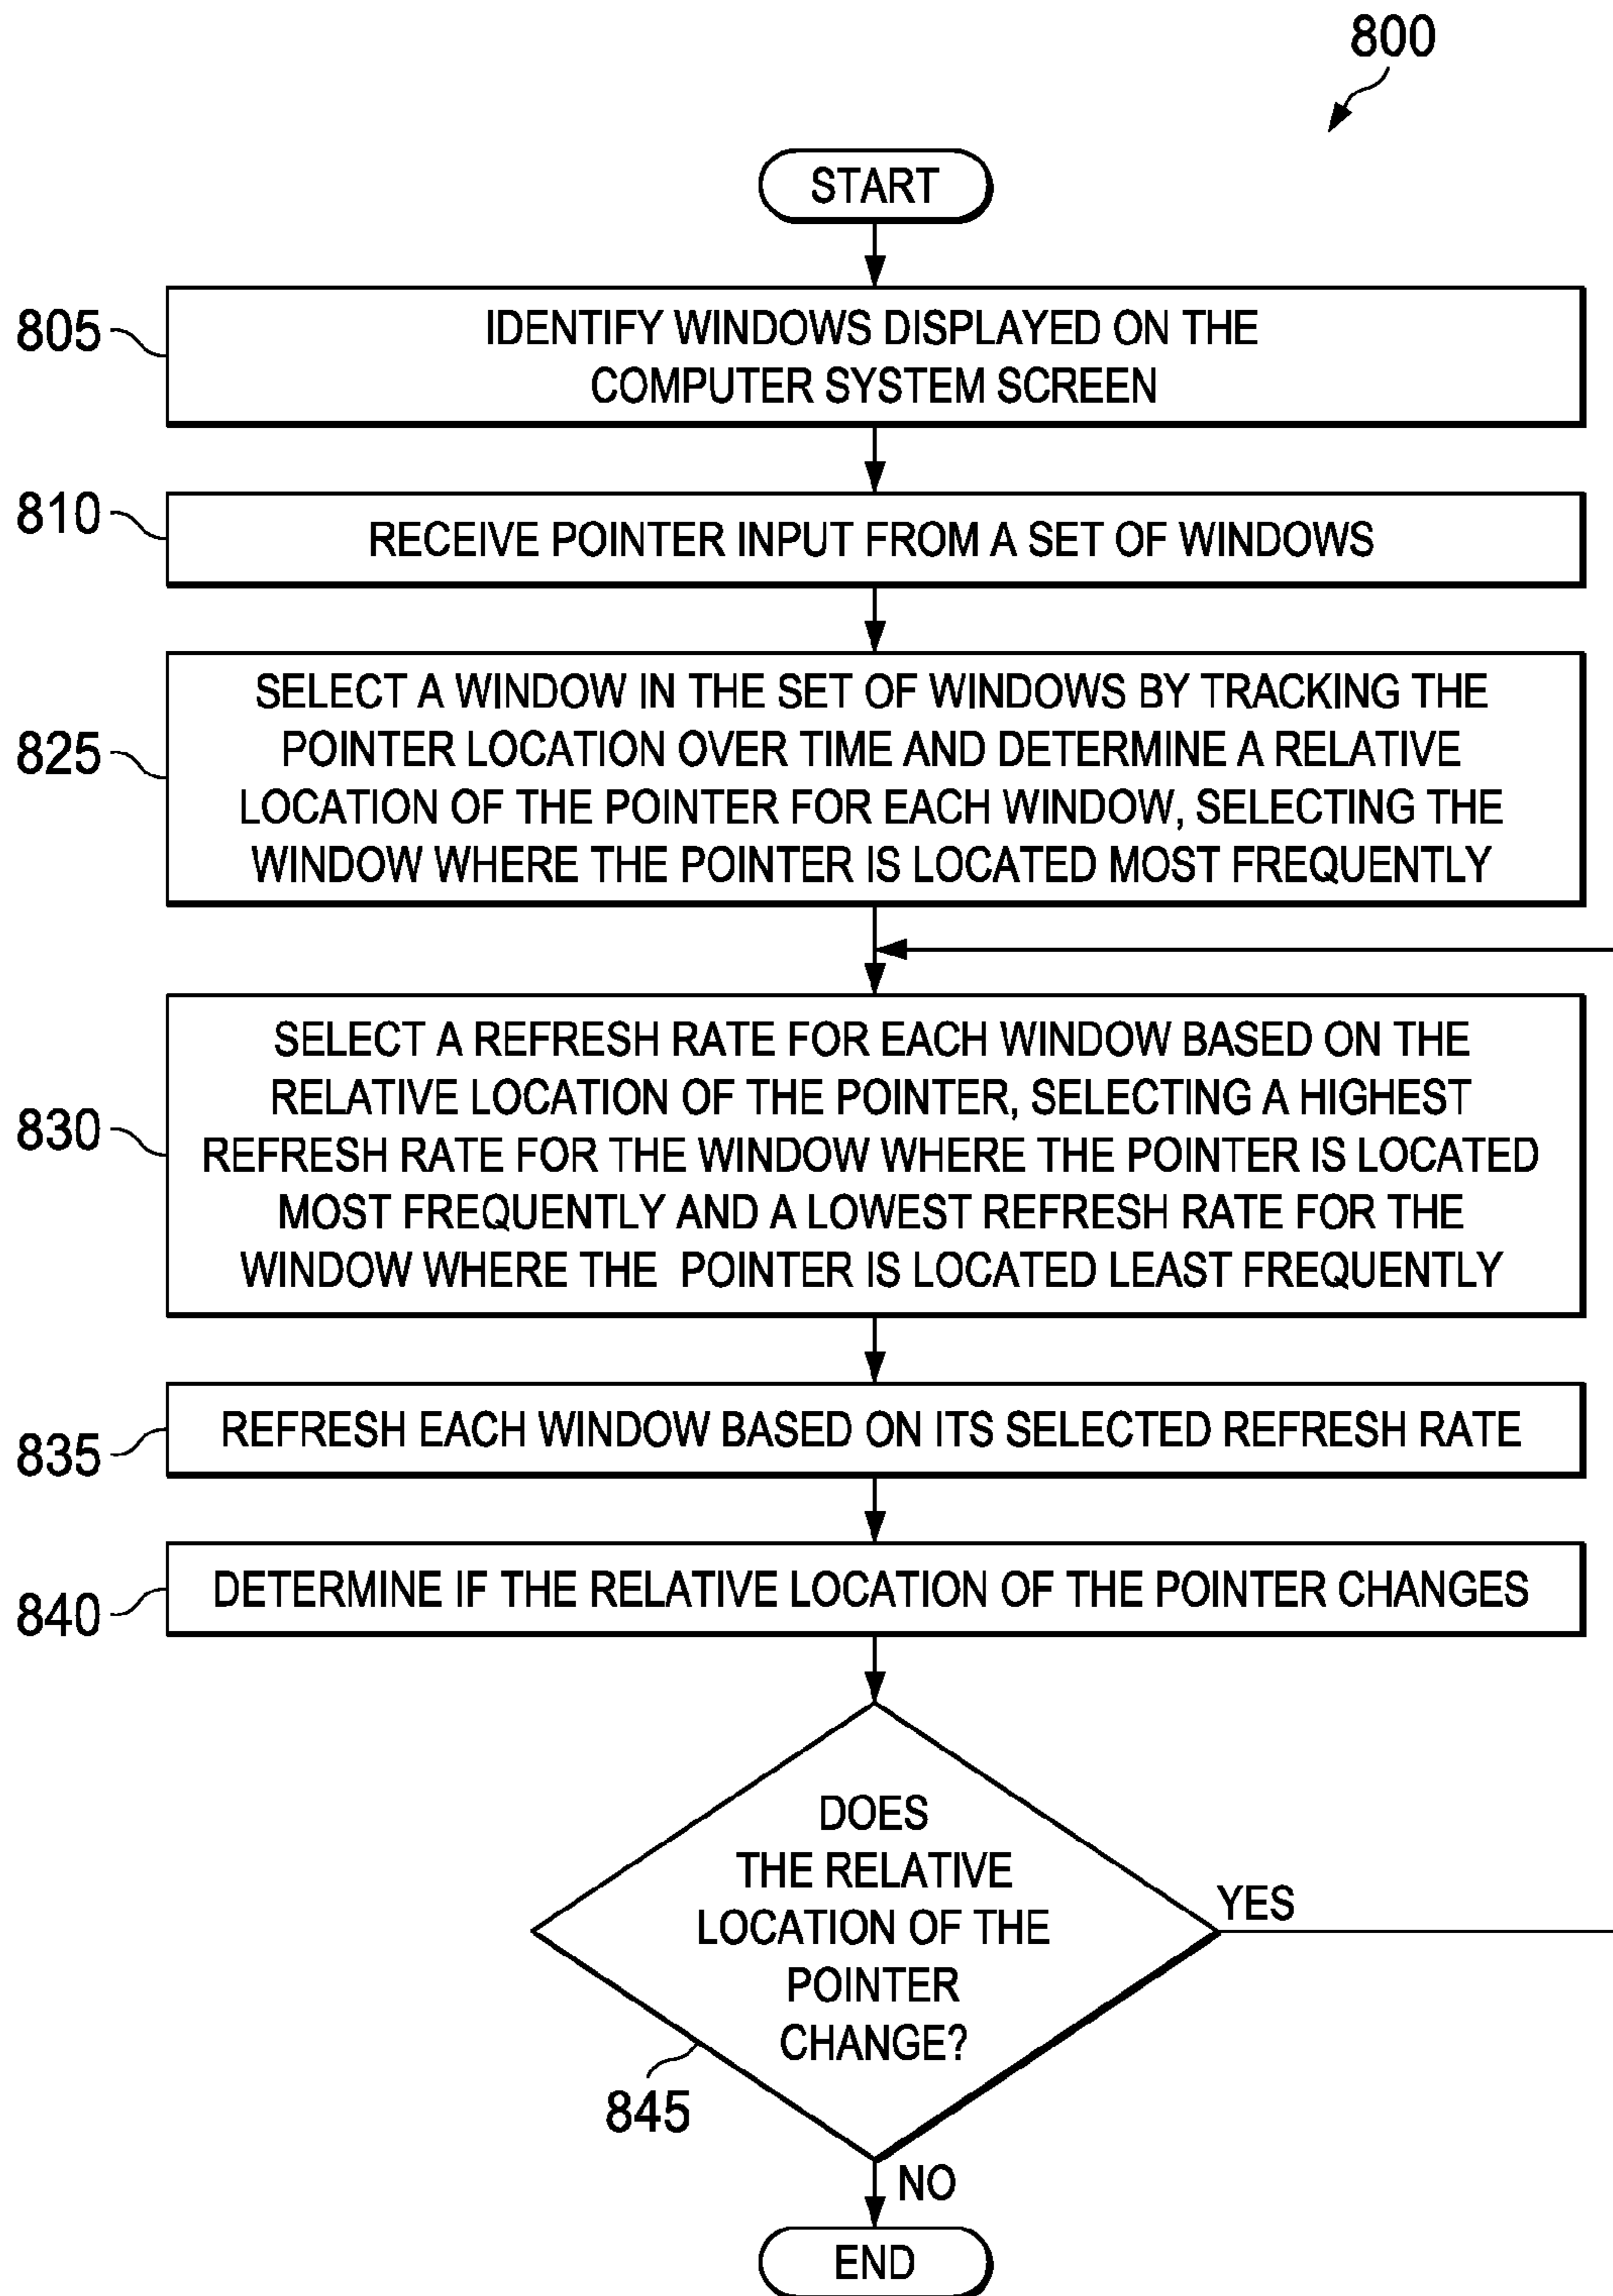 800
START
805
IDENTIFY WINDOWS DISPLAYED ON THE
COMPUTER SYSTEM SCREEN
810
RECEIVE POINTER INPUT FROM A SET OF WINDOWS
825
SELECT A WINDOW IN THE SET OF WINDOWS BY TRACKING THE
POINTER LOCATION OVER TIME AND DETERMINE A RELATIVE
LOCATION OF THE POINTER FOR EACH WINDOW, SELECTING THE
WINDOW WHERE THE POINTER IS LOCATED MOST FREQUENTLY
830
SELECT A REFRESH RATE FOR EACH WINDOW BASED ON THE
RELATIVE LOCATION OF THE POINTER, SELECTING A HIGHEST
REFRESH RATE FOR THE WINDOW WHERE THE POINTER IS LOCATED
MOST FREQUENTLY AND A LOWEST REFRESH RATE FOR THE
WINDOW WHERE THE POINTER IS LOCATED LEAST FREQUENTLY
835
REFRESH EACH WINDOW BASED ON ITS SELECTED REFRESH RATE
840
DETERMINE IF THE RELATIVE LOCATION OF THE POINTER CHANGES
DOES
THE RELATIVE
LOCATION OF THE
POINTER
CHANGE?
YES
845
NO
END